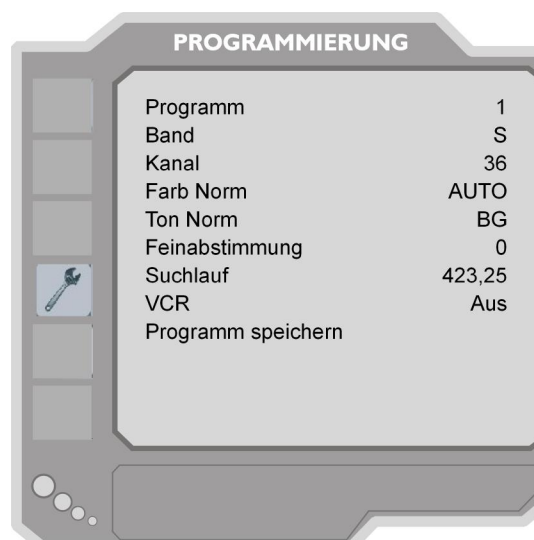 PROGRAMMIERUNG
Programm 1
Band S
Kanal 36
Farb Norm AUTO
Ton Norm BG
Feinabstimmung 0
Suchlauf 423,25
VCR Aus
Programm speichern